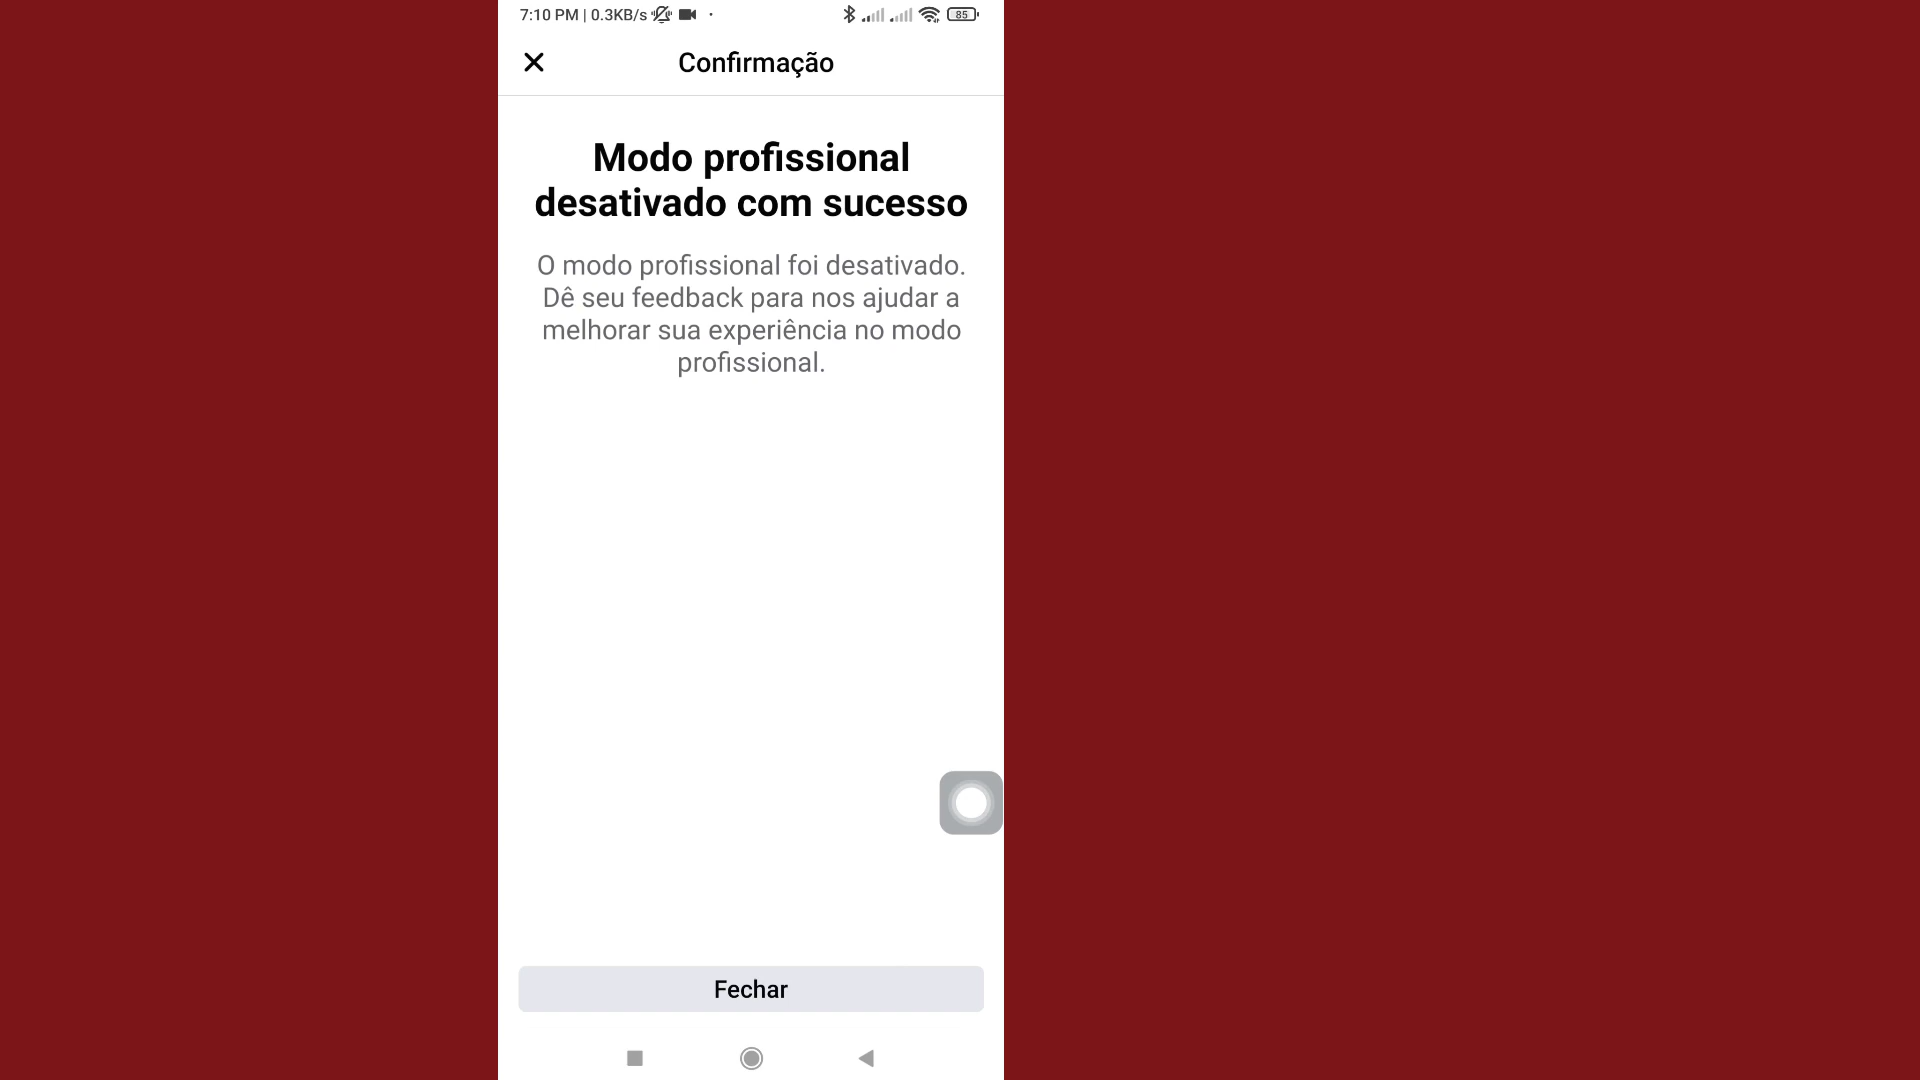 7:10 PM | 0.3KB/s
85
Confirmação
Modo profissional
desativado com sucesso
O modo profissional foi desativado.
Dê seu feedback para nos ajudar a
melhorar sua experiência no modo
profissional.
Fechar